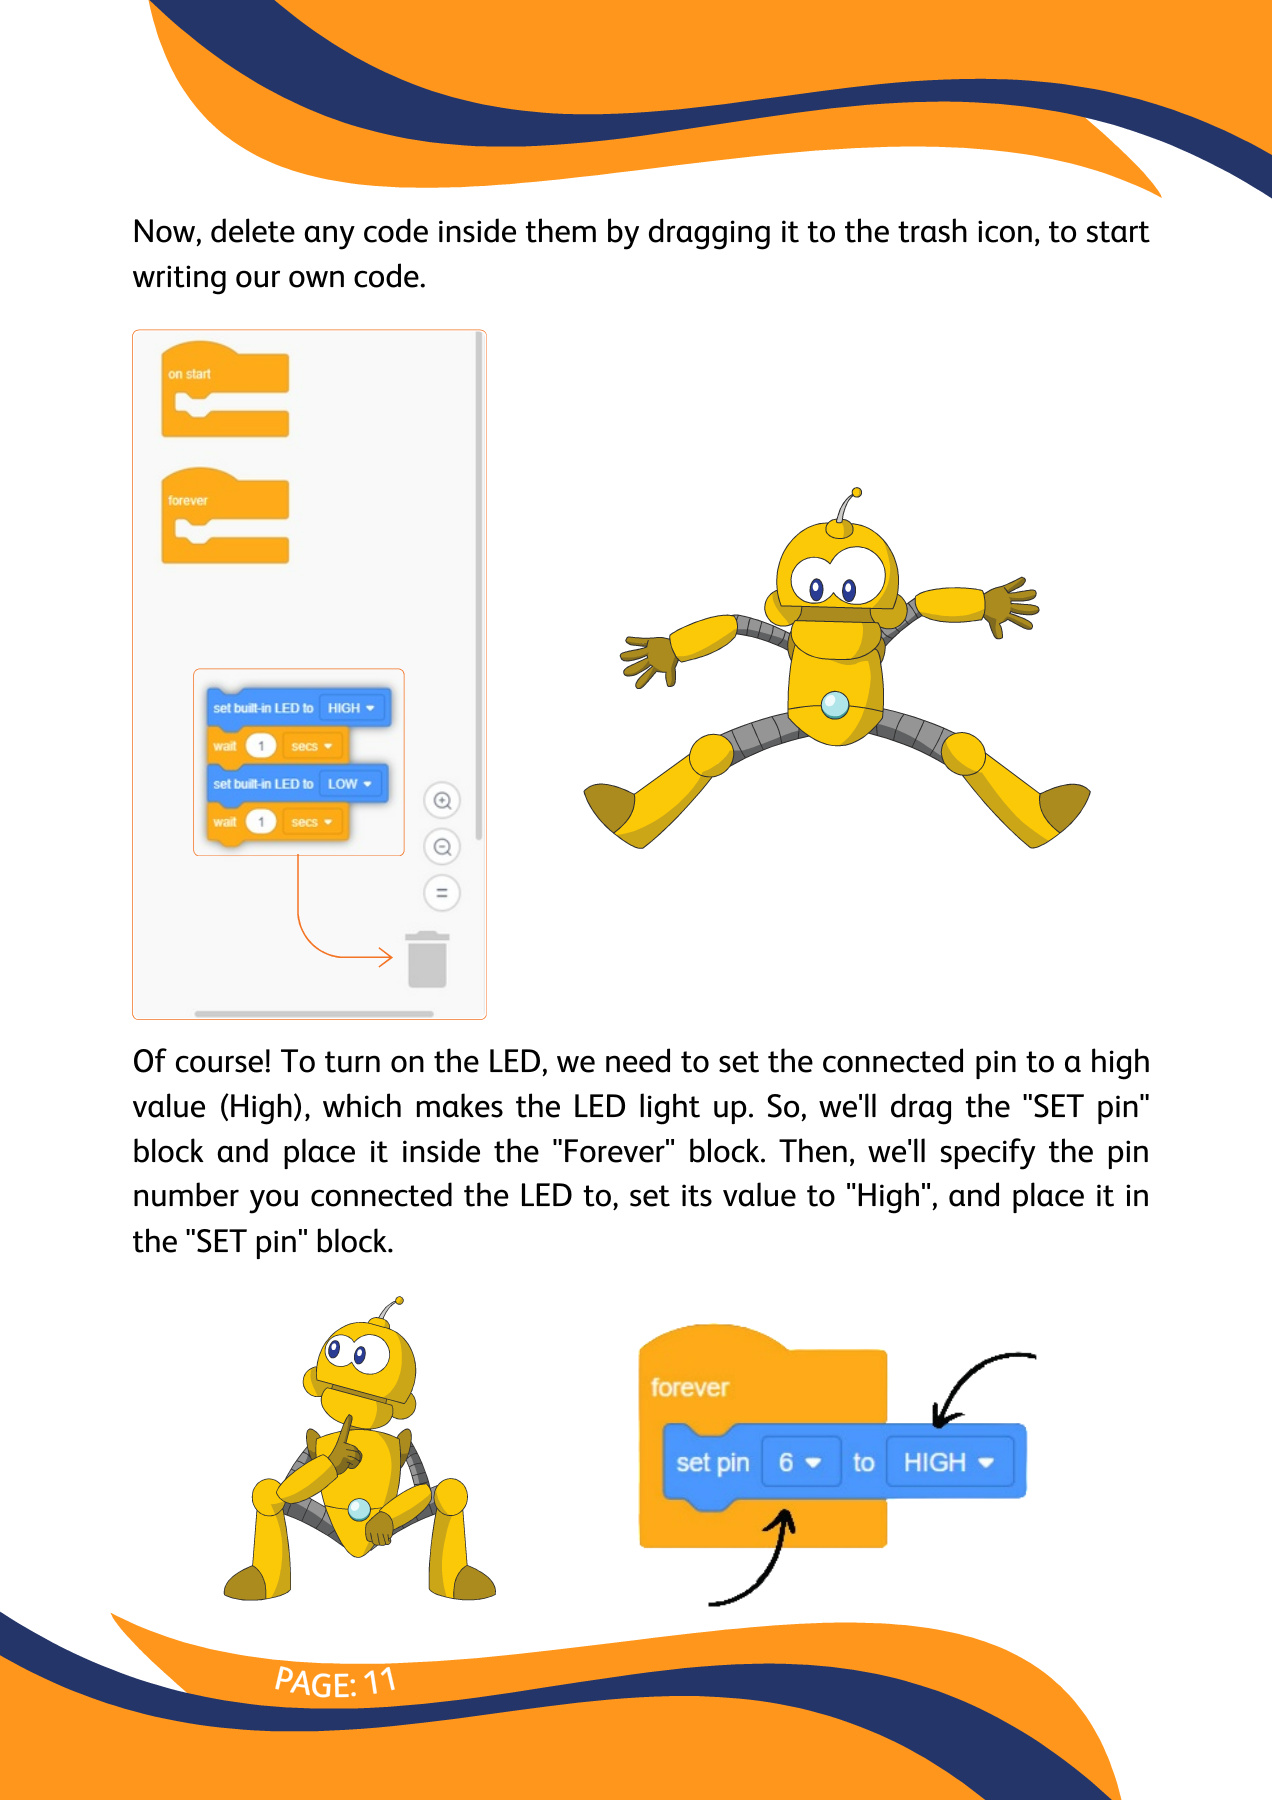 Now, delete any code inside them by dragging it to the trash icon, to start
writing our own code.
on start
forever
set built-in LED to HIGH
wait 1 secs
set built-in LED to LOW
wait 1 secs
Of course! To turn on the LED, we need to set the connected pin to a high
value (High), which makes the LED light up. So, we'll drag the "SET pin"
block and place it inside the "Forever" block. Then, we'll specify the pin
number you connected the LED to, set its value to "High", and place it in
the "SET pin" block.
forever
set pin 6 to HIGH
PAGE: 11